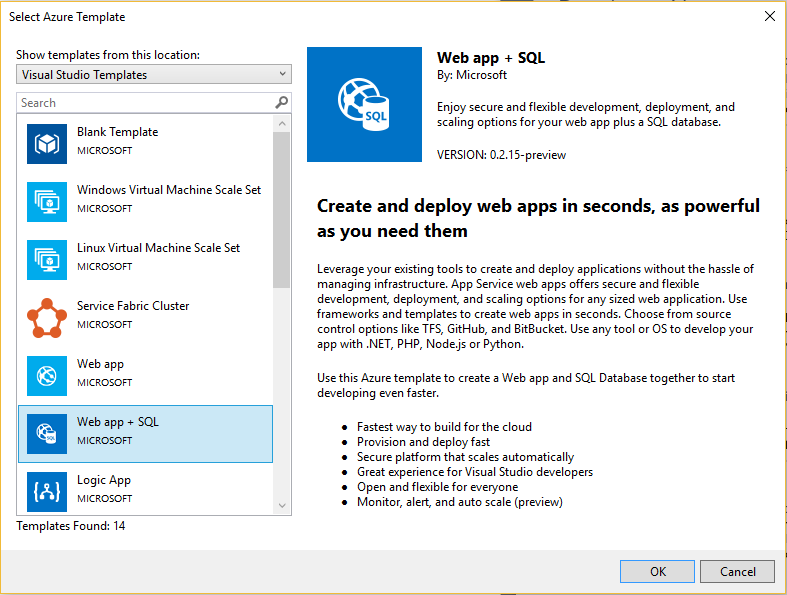 Select Azure Template
Show templates from this location:
Visual Studio Templates
Search
Blank Template
MICROSOFT
Windows Virtual Machine Scale Set
MICROSOFT
Linux Virtual Machine Scale Set
MICROSOFT
Service Fabric Cluster
MICROSOFT
Web app
MICROSOFT
Web app + SQL
MICROSOFT
Logic App
MICROSOFT
Templates Found: 14
SQL
Web app + SQL
By: Microsoft
Enjoy secure and flexible development, deployment, and
scaling options for your web app plus a SQL database.
VERSION: 0.2.15-preview
Create and deploy web apps in seconds, as powerful
as you need them
Leverage your existing tools to create and deploy applications without the hassle of
managing infrastructure. App Service web apps offers secure and flexible
development, deployment, and scaling options for any sized web application. Use
frameworks and templates to create web apps in seconds. Choose from source
control options like TFS, GitHub, and BitBucket. Use any tool or OS to develop your
app with .NET, PHP, Node.js or Python.
Use this Azure template to create a Web app and SQL Database together to start
developing even faster.
• Fastest way to build for the cloud
• Provision and deploy fast
• Secure platform that scales automatically
• Great experience for Visual Studio developers
• Open and flexible for everyone
• Monitor, alert, and auto scale (preview)
OK
Cancel